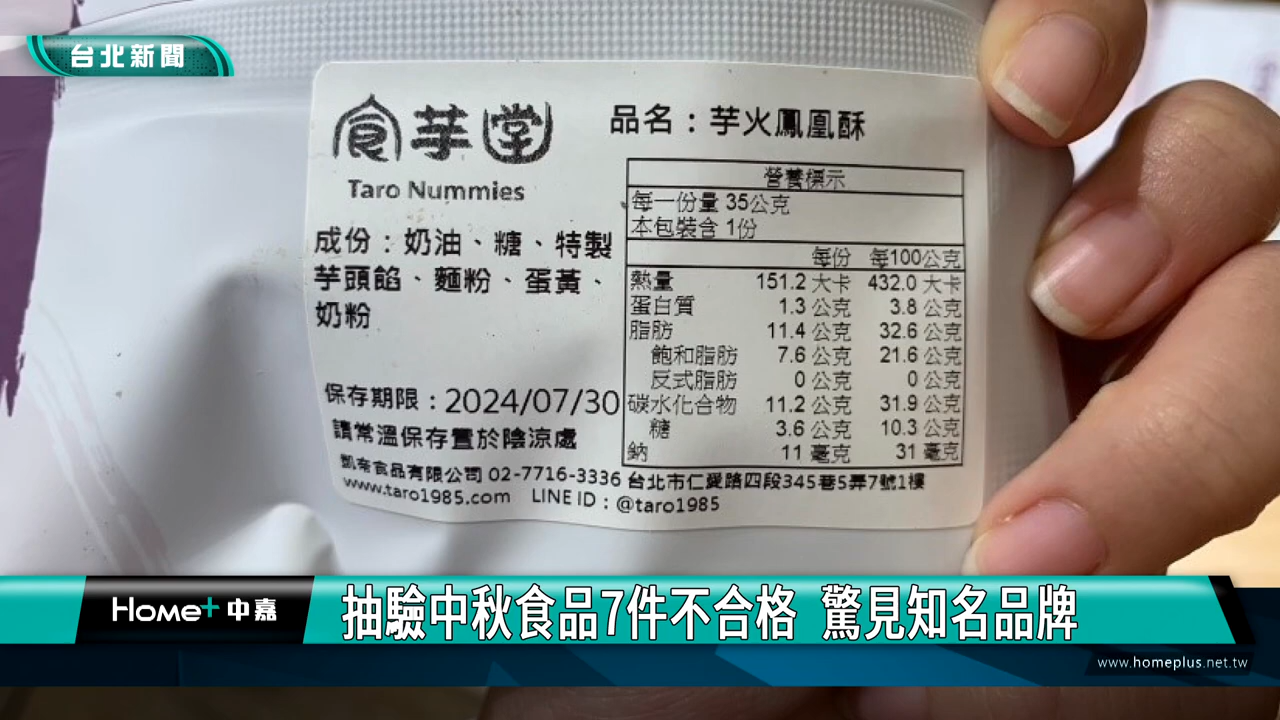 台北新聞
食芋堂
Taro Nummies
品名：芋火鳳凰酥
成份：奶油、糖、特製
芋頭餡、麵粉、蛋黃、
奶粉
保存期限：2024/07/30
請常溫保存置於陰涼處
營養標示
每一份量 35公克
本包裝含 1份
每份 每100公克
熱量 151.2 大卡 432.0 大卡
蛋白質 1.3 公克 3.8 公克
脂肪 11.4 公克 32.6 公克
飽和脂肪 7.6 公克 21.6 公克
反式脂肪 0 公克 0 公克
碳水化合物 11.2 公克 31.9 公克
糖 3.6 公克 10.3 公克
鈉 11 毫克 31 毫克
凱帝食品有限公司 02-7716-3336 台北市仁愛路四段345巷5弄7號1樓
www.taro1985.com LINE ID：@taro1985
Home+ 中嘉
抽驗中秋食品7件不合格 驚見知名品牌
www.homeplus.net.tw